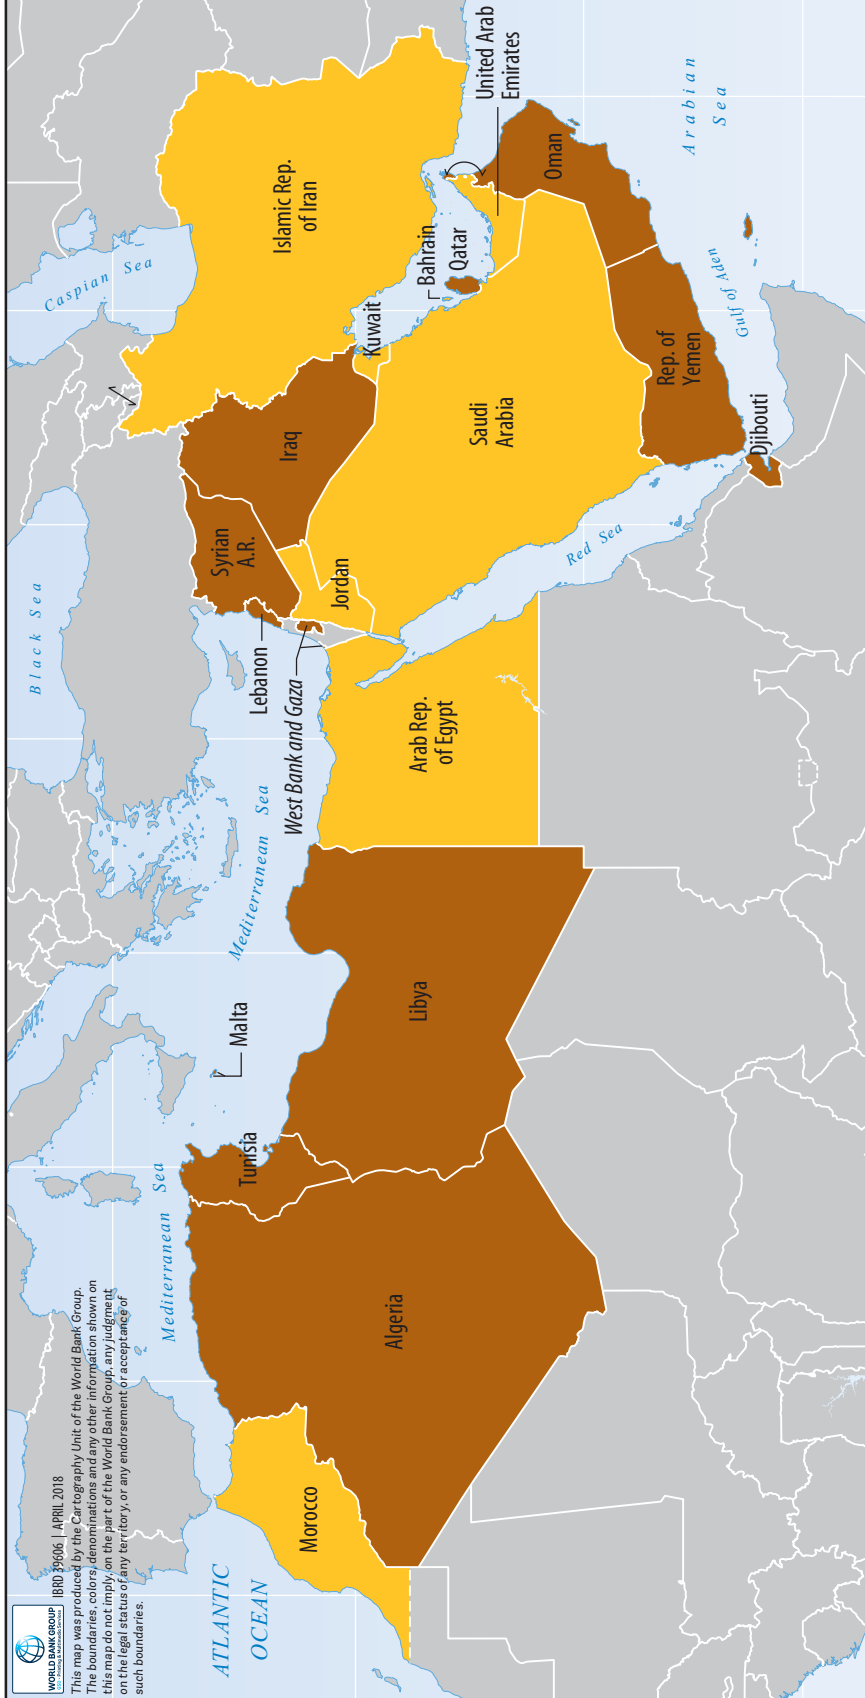 WORLD BANK GROUP
GSD - Printing & Multimedia Services
IBRD 39606 | APRIL 2018
This map was produced by the Cartography Unit of the World Bank Group.
The boundaries, colors, denominations and any other information shown on
this map do not imply, on the part of the World Bank Group, any judgment
on the legal status of any territory, or any endorsement or acceptance of
such boundaries.
Black Sea
Caspian Sea
ATLANTIC
OCEAN
Mediterranean Sea
Mediterranean Sea
Malta
Morocco
Algeria
Tunisia
Libya
Arab Rep.
of Egypt
Lebanon
West Bank and Gaza
Syrian
A.R.
Jordan
Iraq
Islamic Rep.
of Iran
Kuwait
Bahrain
Qatar
United Arab
Emirates
Saudi
Arabia
Oman
Rep. of
Yemen
Djibouti
Red Sea
Gulf of Aden
Arabian
Sea